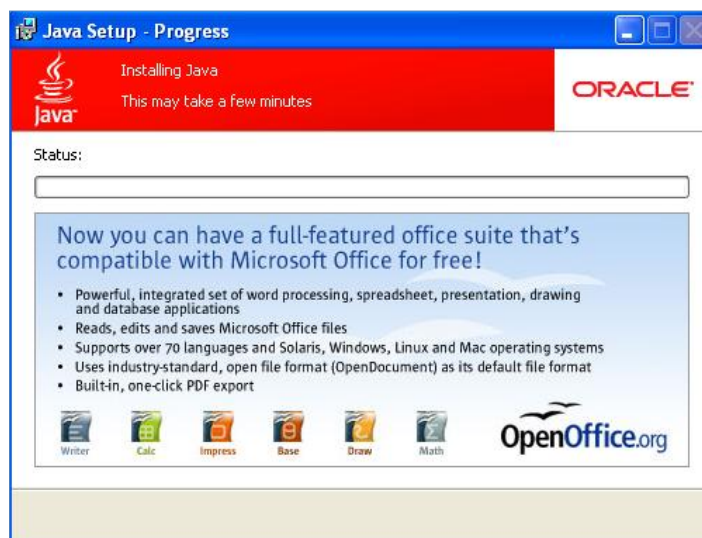 Java Setup - Progress
Installing Java
This may take a few minutes
Java
ORACLE
Status:
Now you can have a full-featured office suite that's
compatible with Microsoft Office for free!
• Powerful, integrated set of word processing, spreadsheet, presentation, drawing
and database applications
• Reads, edits and saves Microsoft Office files
• Supports over 70 languages and Solaris, Windows, Linux and Mac operating systems
• Uses industry-standard, open file format (OpenDocument) as its default file format
• Built-in, one-click PDF export
Writer Calc Impress Base Draw Math
OpenOffice.org